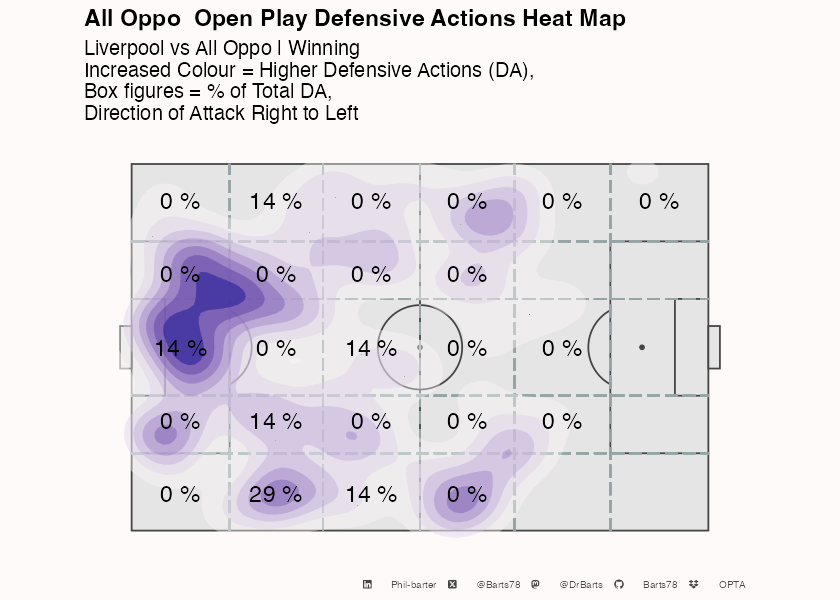 All Oppo  Open Play Defensive Actions Heat Map
Liverpool vs All Oppo I Winning
Increased Colour = Higher Defensive Actions (DA),
Box figures = % of Total DA,
Direction of Attack Right to Left
0 % 14 % 0 % 0 % 0 % 0 %
0 % 0 % 0 % 0 %
14 % 0 % 14 % 0 % 0 %
0 % 14 % 0 % 0 % 0 %
0 % 29 % 14 % 0 %
Phil-barter @Barts78 @DrBarts Barts78 OPTA